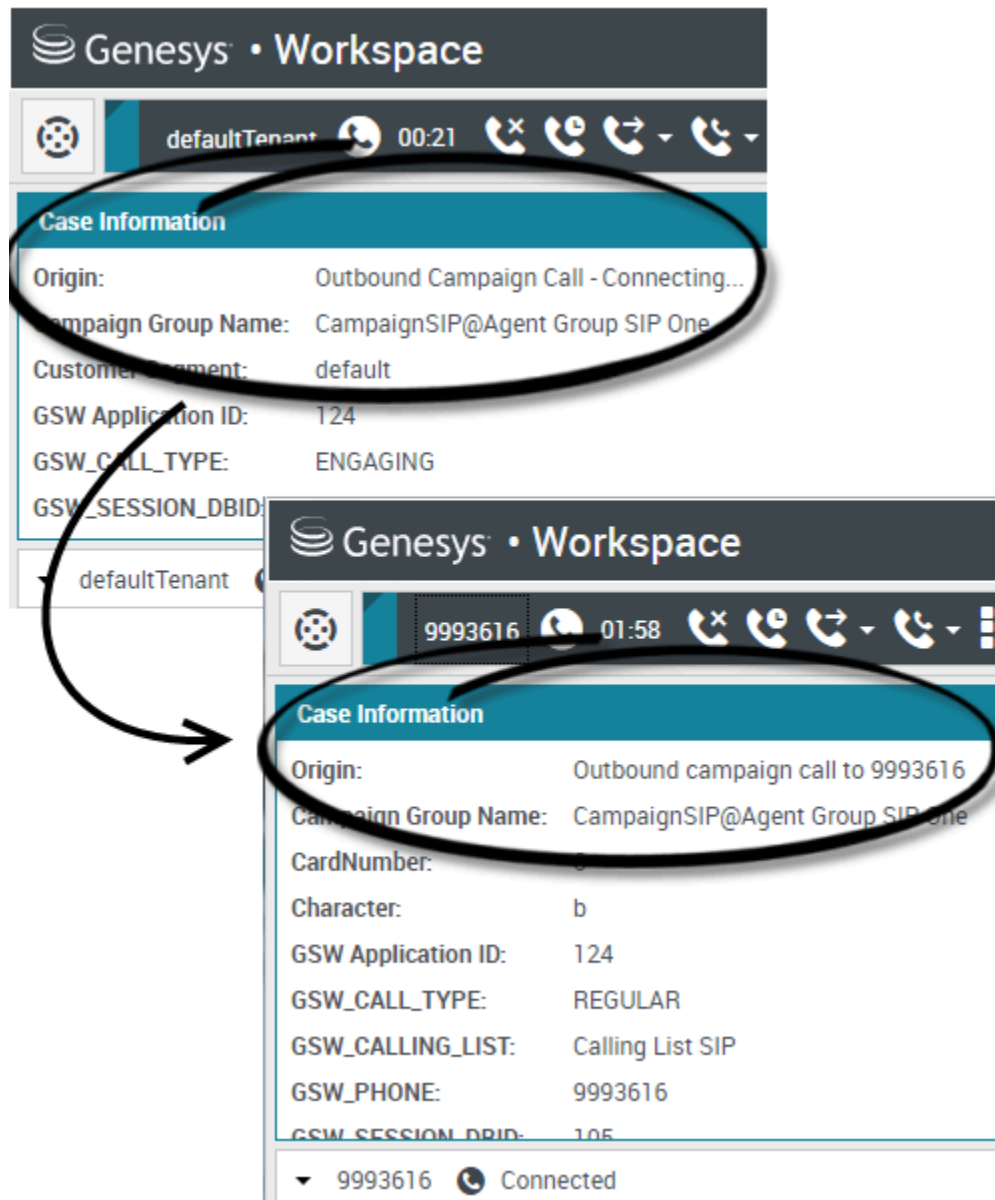 Genesys • Workspace
defaultTenant 00:21
Case Information
Origin: Outbound Campaign Call - Connecting...
Campaign Group Name: CampaignSIP@Agent Group SIP One
Customer Segment: default
GSW Application ID: 124
GSW_CALL_TYPE: ENGAGING
GSW_SESSION_DBID:
defaultTenant
Genesys • Workspace
9993616 01:58
Case Information
Origin: Outbound campaign call to 9993616
Campaign Group Name: CampaignSIP@Agent Group SIP One
CardNumber:
Character: b
GSW Application ID: 124
GSW_CALL_TYPE: REGULAR
GSW_CALLING_LIST: Calling List SIP
GSW_PHONE: 9993616
GSW_SESSION_DBID: 105
9993616 Connected